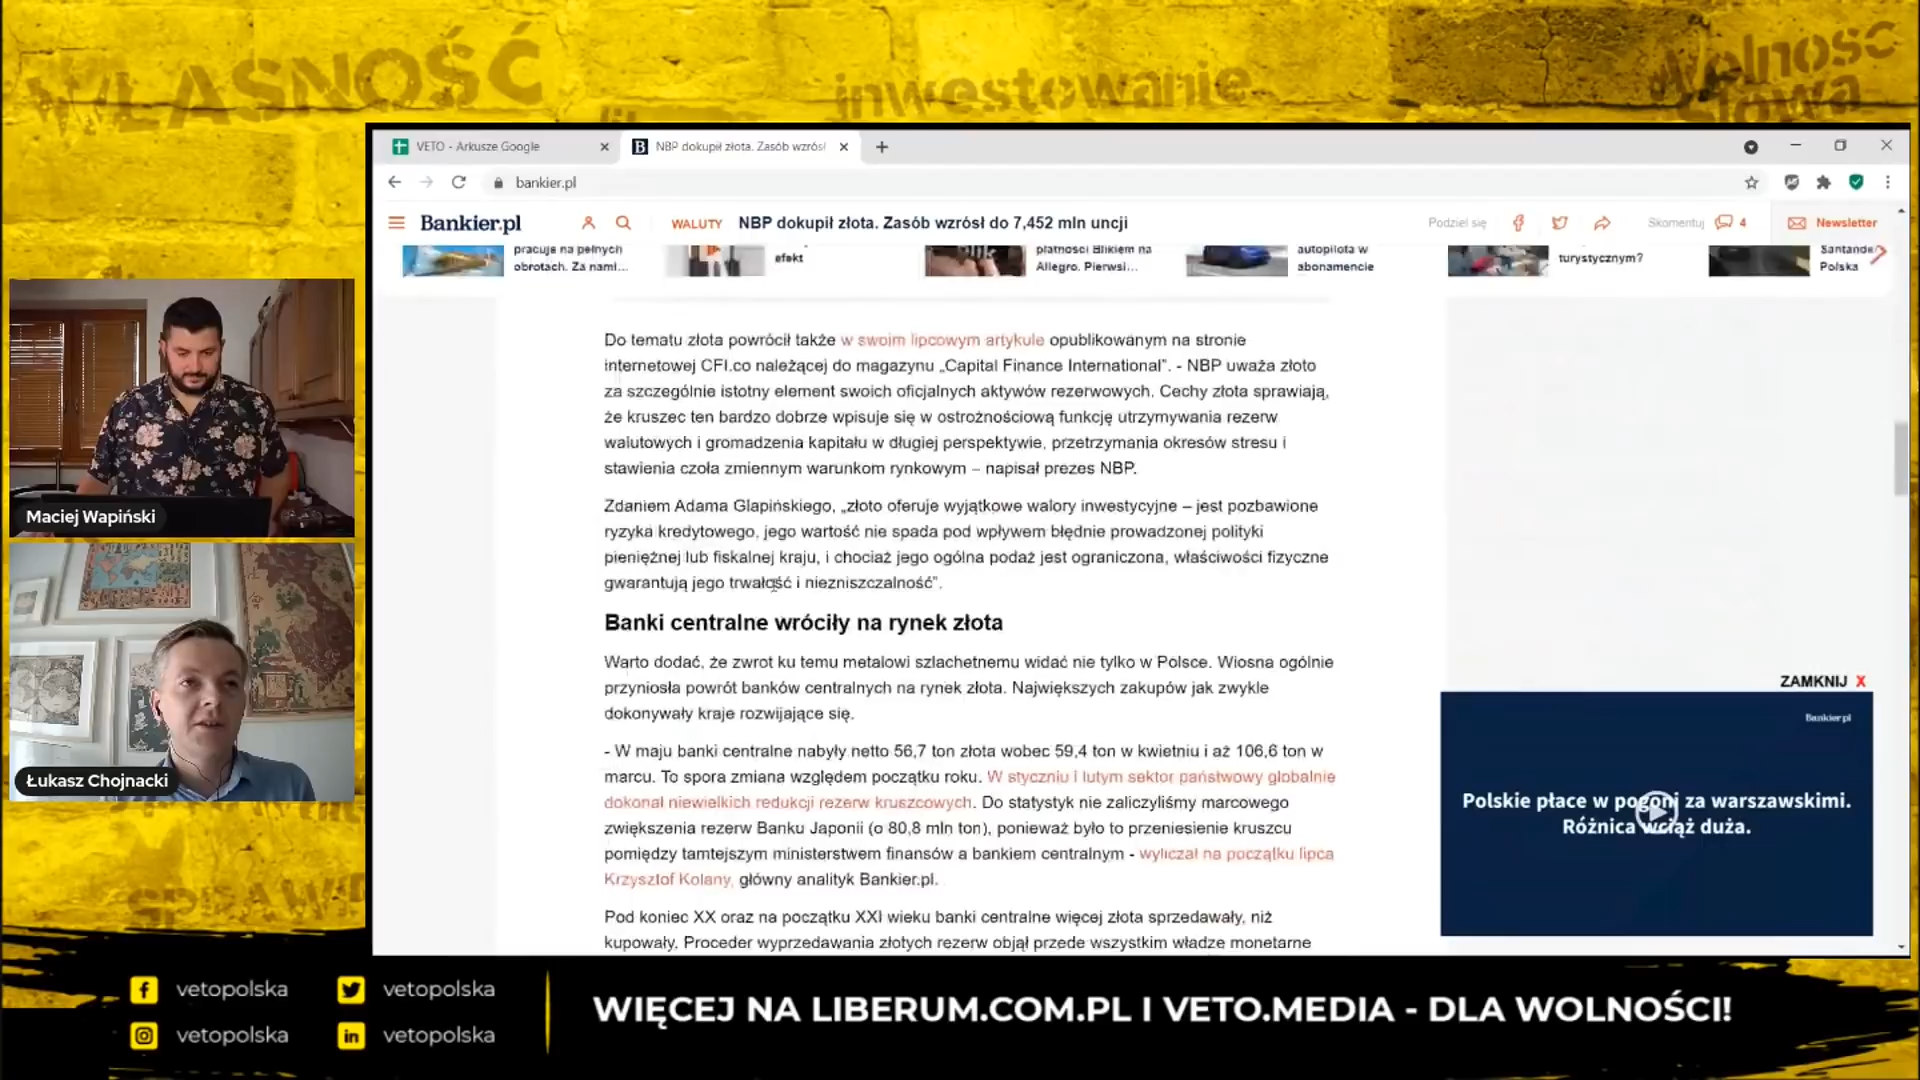 WŁASNOŚĆ
inwestowanie
wolność
słowa
VETO - Arkusze Google
NBP dokupił złota. Zasób wzrósł
bankier.pl
Bankier.pl
WALUTY
NBP dokupił złota. Zasób wzrósł do 7,452 mln uncji
Podziel się
Skomentuj
4
Newsletter
pracuje na pełnych
obrotach. Za nami...
efekt
płatności Blikiem na
Allegro. Pierwsi...
autopilota w
abonamencie
turystycznym?
Santander
Polska
Do tematu złota powrócił także w swoim lipcowym artykule opublikowanym na stronie
internetowej CFI.co należącej do magazynu „Capital Finance International”. - NBP uważa złoto
za szczególnie istotny element swoich oficjalnych aktywów rezerwowych. Cechy złota sprawiają,
że kruszec ten bardzo dobrze wpisuje się w ostrożnościową funkcję utrzymywania rezerw
walutowych i gromadzenia kapitału w długiej perspektywie, przetrzymania okresów stresu i
stawienia czoła zmiennym warunkom rynkowym – napisał prezes NBP.
Zdaniem Adama Glapińskiego, „złoto oferuje wyjątkowe walory inwestycyjne – jest pozbawione
ryzyka kredytowego, jego wartość nie spada pod wpływem błędnie prowadzonej polityki
pieniężnej lub fiskalnej kraju, i chociaż jego ogólna podaż jest ograniczona, właściwości fizyczne
gwarantują jego trwałość i niezniszczalność”.
Banki centralne wróciły na rynek złota
Warto dodać, że zwrot ku temu metalowi szlachetnemu widać nie tylko w Polsce. Wiosna ogólnie
przyniosła powrót banków centralnych na rynek złota. Największych zakupów jak zwykle
dokonywały kraje rozwijające się.
- W maju banki centralne nabyły netto 56,7 ton złota wobec 59,4 ton w kwietniu i aż 106,6 ton w
marcu. To spora zmiana względem początku roku. W styczniu i lutym sektor państwowy globalnie
dokonał niewielkich redukcji rezerw kruszcowych. Do statystyk nie zaliczyliśmy marcowego
zwiększenia rezerw Banku Japonii (o 80,8 mln ton), ponieważ było to przeniesienie kruszcu
pomiędzy tamtejszym ministerstwem finansów a bankiem centralnym - wyliczał na początku lipca
Krzysztof Kolany, główny analityk Bankier.pl.
Pod koniec XX oraz na początku XXI wieku banki centralne więcej złota sprzedawały, niż
kupowały. Proceder wyprzedawania złotych rezerw objął przede wszystkim władze monetarne
ZAMKNIJ X
Bankier.pl
Polskie płace w pogoni za warszawskimi.
Różnica wciąż duża.
Maciej Wapiński
Łukasz Chojnacki
vetopolska
vetopolska
vetopolska
vetopolska
WIĘCEJ NA LIBERUM.COM.PL I VETO.MEDIA - DLA WOLNOŚCI!